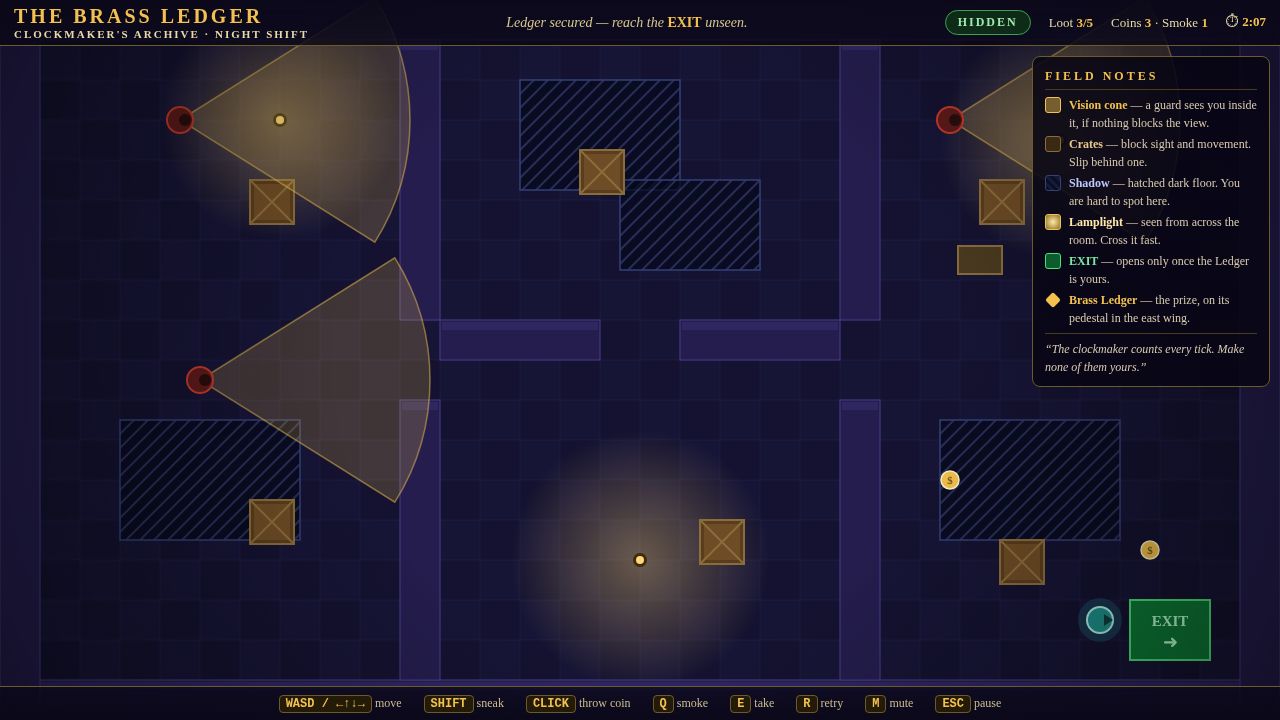 THE BRASS LEDGER
CLOCKMAKER'S ARCHIVE · NIGHT SHIFT
Ledger secured — reach the EXIT unseen.
HIDDEN
Loot 3/5
Coins 3 · Smoke 1
⏱ 2:07
FIELD NOTES
Vision cone — a guard sees you inside
it, if nothing blocks the view.
Crates — block sight and movement.
Slip behind one.
Shadow — hatched dark floor. You
are hard to spot here.
Lamplight — seen from across the
room. Cross it fast.
EXIT — opens only once the Ledger
is yours.
Brass Ledger — the prize, on its
pedestal in the east wing.
“The clockmaker counts every tick. Make
none of them yours.”
$
$
EXIT
➜
WASD / ←↑↓→ move
SHIFT sneak
CLICK throw coin
Q smoke
E take
R retry
M mute
ESC pause